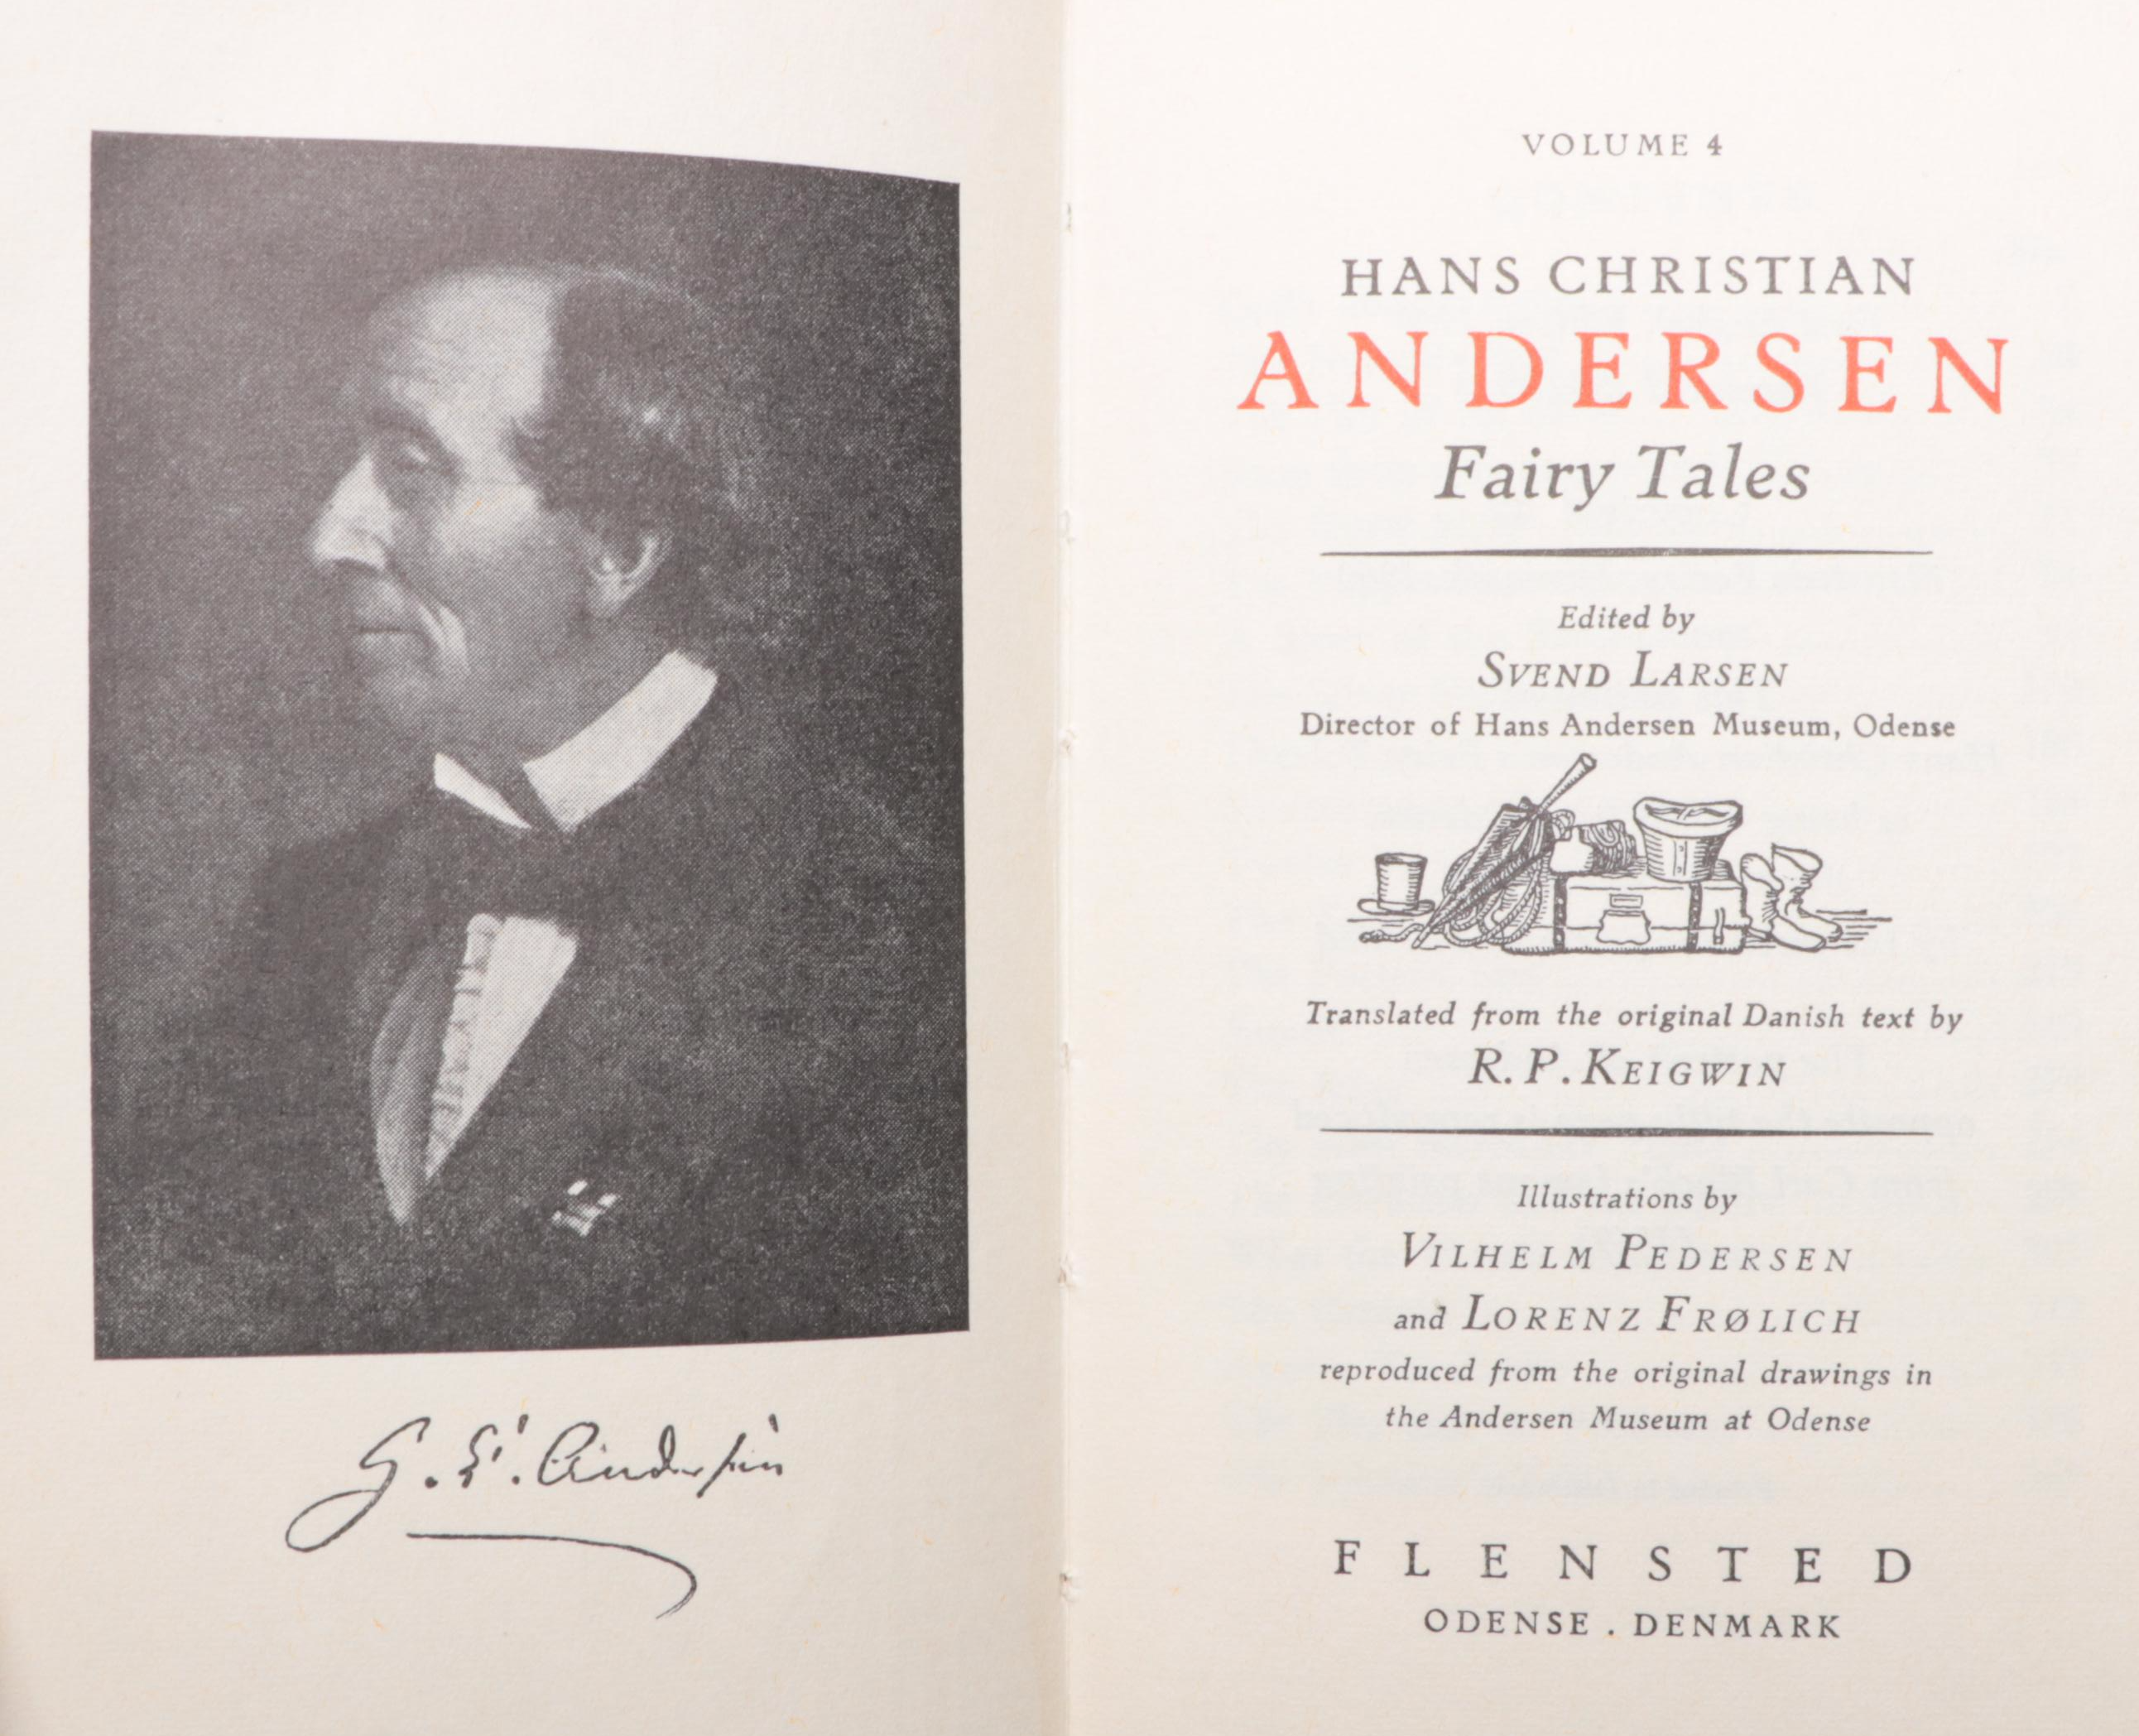 H. C. Andersen
VOLUME 4
HANS CHRISTIAN
ANDERSEN
Fairy Tales
Edited by
SVEND LARSEN
Director of Hans Andersen Museum, Odense
Translated from the original Danish text by
R. P. KEIGWIN
Illustrations by
VILHELM PEDERSEN
and LORENZ FRØLICH
reproduced from the original drawings in
the Andersen Museum at Odense
FLENSTED
ODENSE . DENMARK